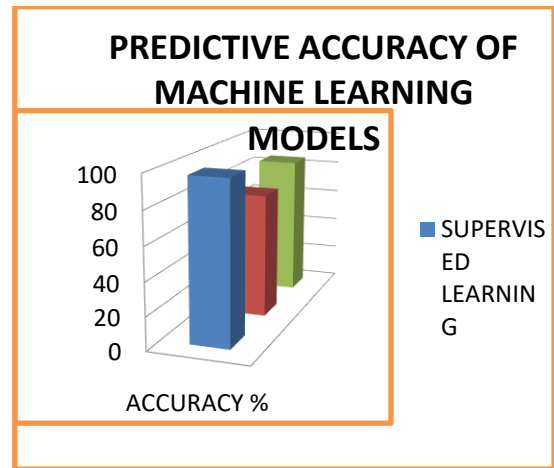 PREDICTIVE ACCURACY OF
MACHINE LEARNING
MODELS
100
80
60
40
20
0
ACCURACY %
SUPERVIS
ED
LEARNIN
G